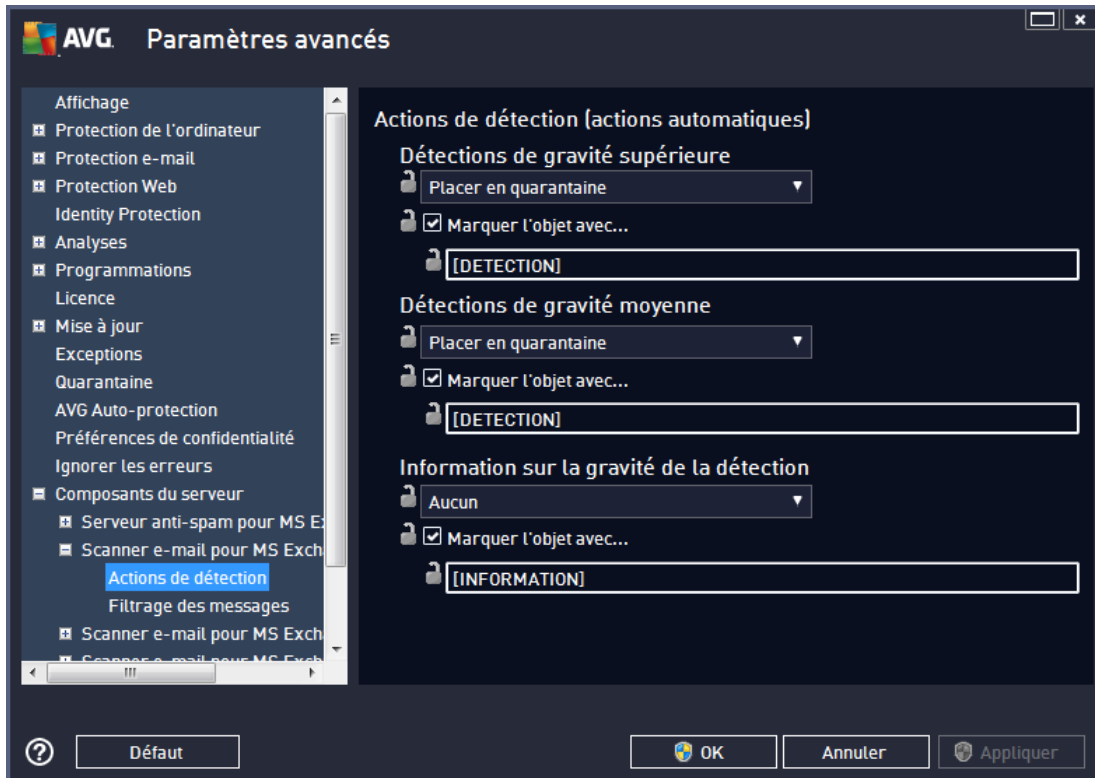 AVG. Paramètres avancés
Affichage
Protection de l'ordinateur
Protection e-mail
Protection Web
Identity Protection
Analyses
Programmations
Licence
Mise à jour
Exceptions
Quarantaine
AVG Auto-protection
Préférences de confidentialité
Ignorer les erreurs
Composants du serveur
Serveur anti-spam pour MS E
Scanner e-mail pour MS Exch
Actions de détection
Filtrage des messages
Scanner e-mail pour MS Exch
Scanner e-mail pour MS Exch
Actions de détection (actions automatiques)
Détections de gravité supérieure
Placer en quarantaine
Marquer l'objet avec...
[DETECTION]
Détections de gravité moyenne
Placer en quarantaine
Marquer l'objet avec...
[DETECTION]
Information sur la gravité de la détection
Aucun
Marquer l'objet avec...
[INFORMATION]
Défaut
OK
Annuler
Appliquer